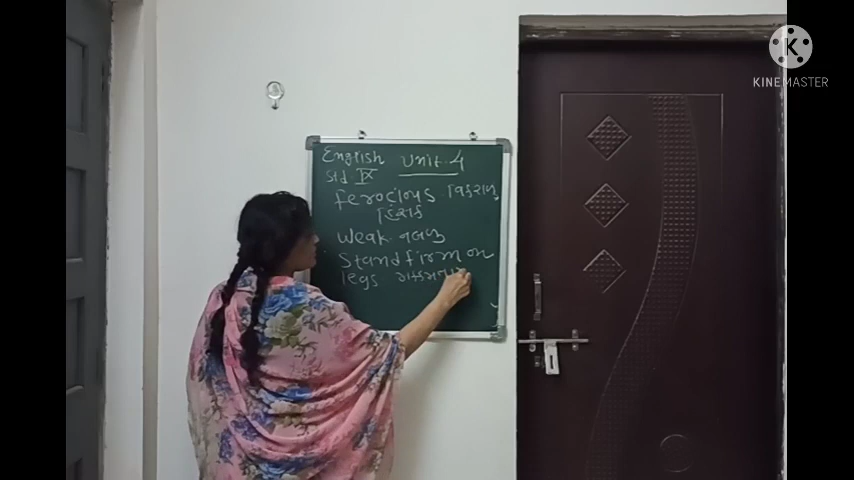 English Unit-4
Std IX
ferocious વિકરાળ
હિંસક
weak નબળુ
Stand firm on
legs
KINEMASTER